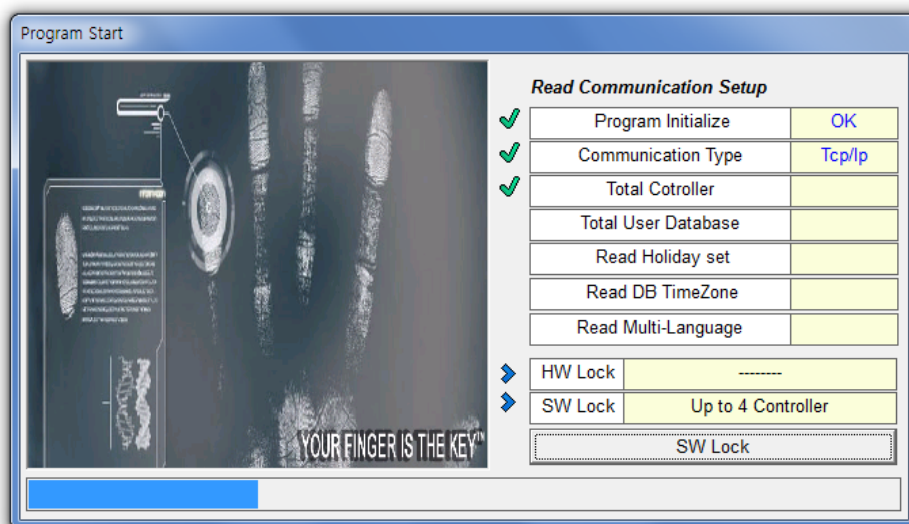 Program Start
Read Communication Setup
Program Initialize OK
Communication Type Tcp/Ip
Total Cotroller
Total User Database
Read Holiday set
Read DB TimeZone
Read Multi-Language
HW Lock --------
SW Lock Up to 4 Controller
SW Lock
YOUR FINGER IS THE KEY™